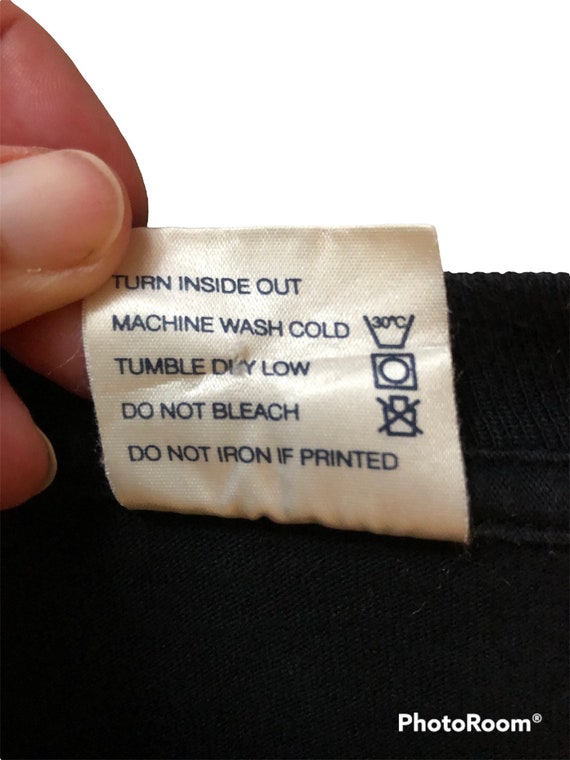 TURN INSIDE OUT
MACHINE WASH COLD 30°C
TUMBLE DRY LOW
DO NOT BLEACH
DO NOT IRON IF PRINTED
PhotoRoom®